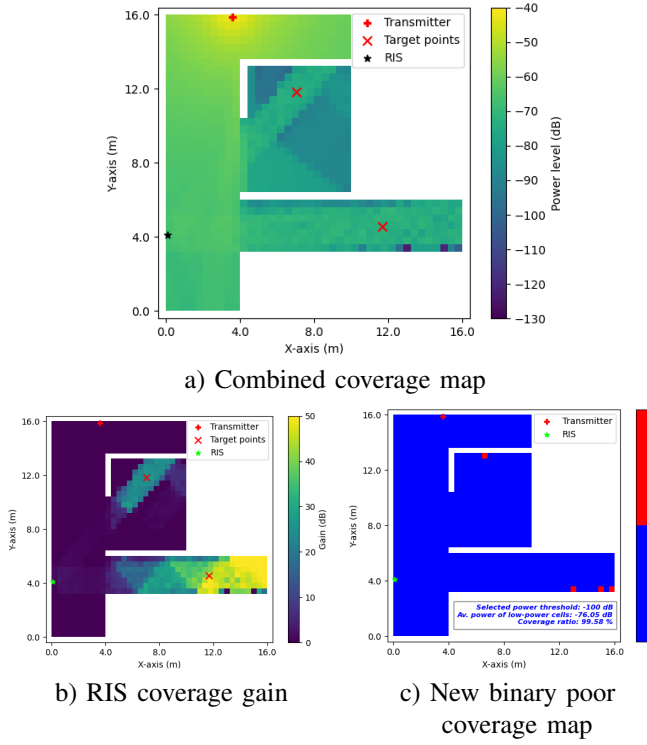 Transmitter
Target points
RIS
16.0
12.0
8.0
4.0
0.0
Y-axis (m)
0.0
4.0
8.0
12.0
16.0
X-axis (m)
−40
−50
−60
−70
−80
−90
−100
−110
−120
−130
Power level (dB)
a) Combined coverage map
Transmitter
Target points
RIS
16.0
12.0
8.0
4.0
0.0
Y-axis (m)
0.0
4.0
8.0
12.0
16.0
X-axis (m)
50
40
30
20
10
0
Gain (dB)
b) RIS coverage gain
Transmitter
RIS
16.0
12.0
8.0
4.0
0.0
Y-axis (m)
Selected power threshold: -100 dB
Av. power of low-power cells: -76.05 dB
Coverage ratio: 99.58 %
0.0
4.0
8.0
12.0
16.0
X-axis (m)
c) New binary poor
coverage map